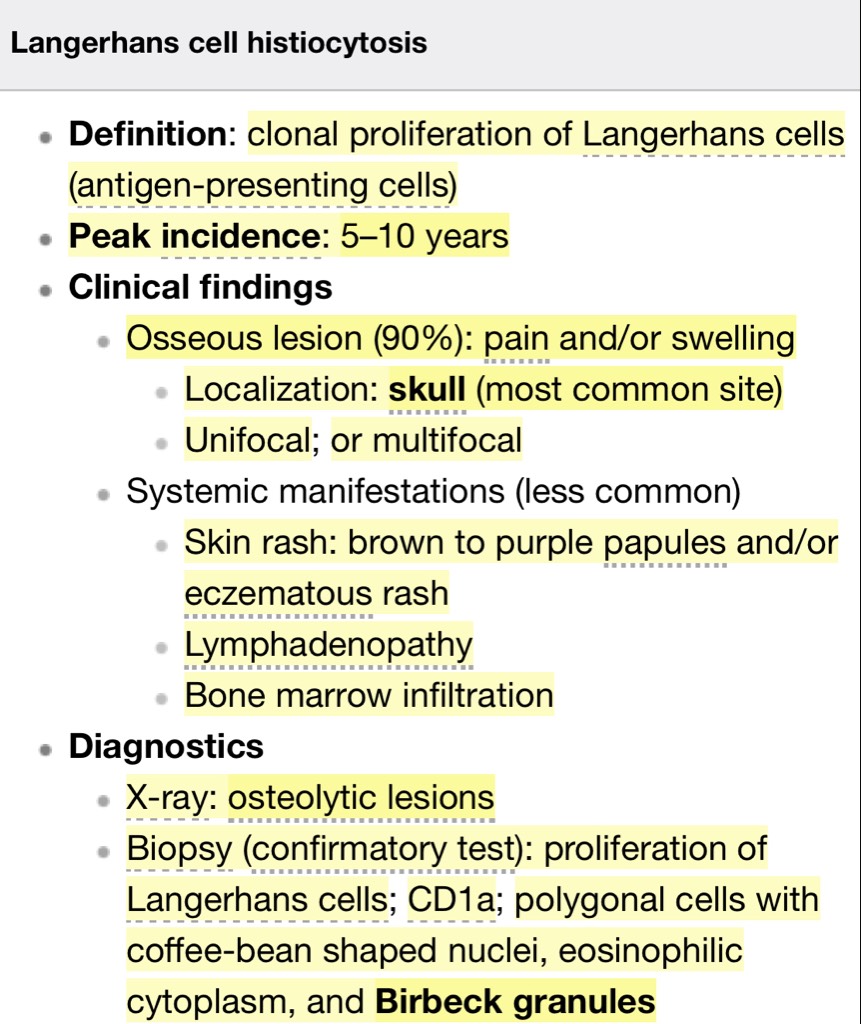 Langerhans cell histiocytosis
Definition: clonal proliferation of Langerhans cells
(antigen-presenting cells)
Peak incidence: 5–10 years
Clinical findings
Osseous lesion (90%): pain and/or swelling
Localization: skull (most common site)
Unifocal; or multifocal
Systemic manifestations (less common)
Skin rash: brown to purple papules and/or
eczematous rash
Lymphadenopathy
Bone marrow infiltration
Diagnostics
X-ray: osteolytic lesions
Biopsy (confirmatory test): proliferation of
Langerhans cells; CD1a; polygonal cells with
coffee-bean shaped nuclei, eosinophilic
cytoplasm, and Birbeck granules